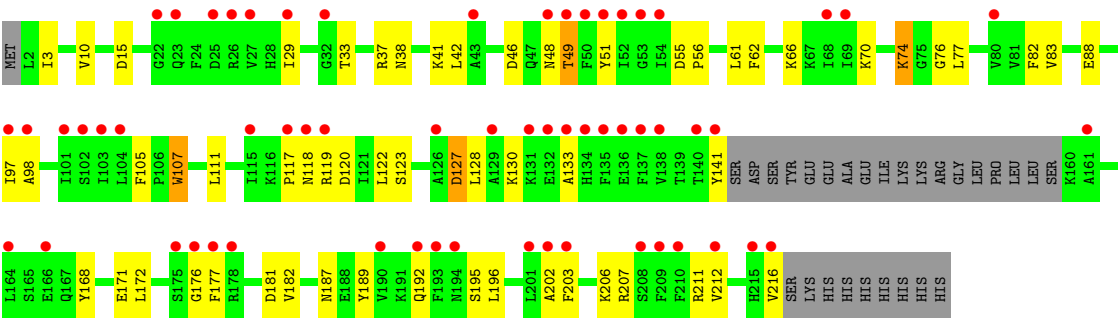 MET L2 I3 V10 D15 G22 Q23 F24 D25 R26 V27 H28 I29 G32 T33 R37 N38 K41 L42 A43 D46 Q47 N48 T49 F50 Y51 I52 G53 I54 D55 P56 L61 F62 K66 K67 I68 I69 K70 K74 G75 G76 L77 V80 V81 F82 V83 E88
I97 A98 I101 S102 I103 L104 F105 P106 W107 L111 I115 K116 P117 N118 R119 D120 I121 L122 S123 A126 D127 L128 A129 K130 K131 E132 A133 H134 F135 E136 F137 V138 T139 T140 Y141 SER ASP SER TYR GLU GLU ALA GLU ILE LYS LYS ARG GLY LEU PRO LEU LEU SER K160 A161
L164 S165 E166 Q167 Y168 E171 L172 S175 G176 F177 R178 D181 V182 N187 E188 Y189 V190 K191 Q192 F193 N194 S195 L196 L201 A202 F203 K206 R207 S208 F209 F210 R211 V212 H215 V216 SER LYS HIS HIS HIS HIS HIS HIS HIS HIS